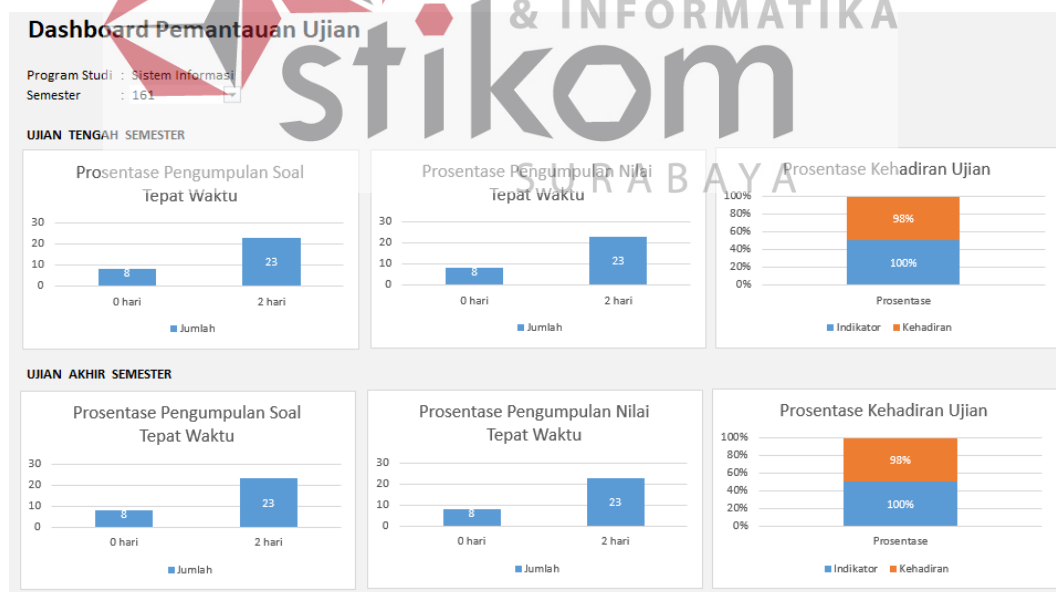 & INFORMATIKA
Dashboard Pemantauan Ujian
stikom
Program Studi : Sistem Informasi
Semester : 161
SURABAYA
UJIAN TENGAH SEMESTER
Prosentase Pengumpulan Soal
Tepat Waktu
30
20
10
0
8
23
0 hari 2 hari
Jumlah
Prosentase Pengumpulan Nilai
Tepat Waktu
30
20
10
0
8
23
0 hari 2 hari
Jumlah
Prosentase Kehadiran Ujian
100%
80%
60%
40%
20%
0%
98%
100%
Prosentase
Indikator Kehadiran
UJIAN AKHIR SEMESTER
Prosentase Pengumpulan Soal
Tepat Waktu
30
20
10
0
8
23
0 hari 2 hari
Jumlah
Prosentase Pengumpulan Nilai
Tepat Waktu
30
20
10
0
8
23
0 hari 2 hari
Jumlah
Prosentase Kehadiran Ujian
100%
80%
60%
40%
20%
0%
98%
100%
Prosentase
Indikator Kehadiran